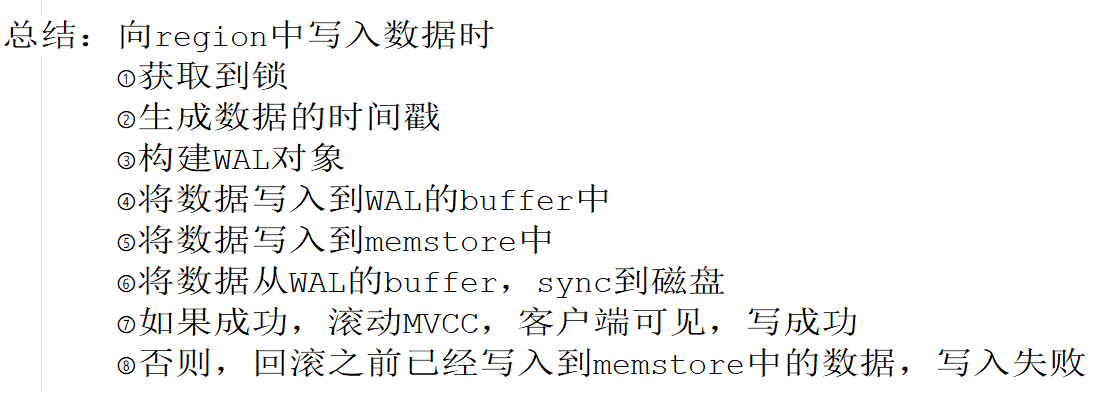 总结：向region中写入数据时
①获取到锁
②生成数据的时间戳
③构建WAL对象
④将数据写入到WAL的buffer中
⑤将数据写入到memstore中
⑥将数据从WAL的buffer，sync到磁盘
⑦如果成功，滚动MVCC，客户端可见，写成功
⑧否则，回滚之前已经写入到memstore中的数据，写入失败